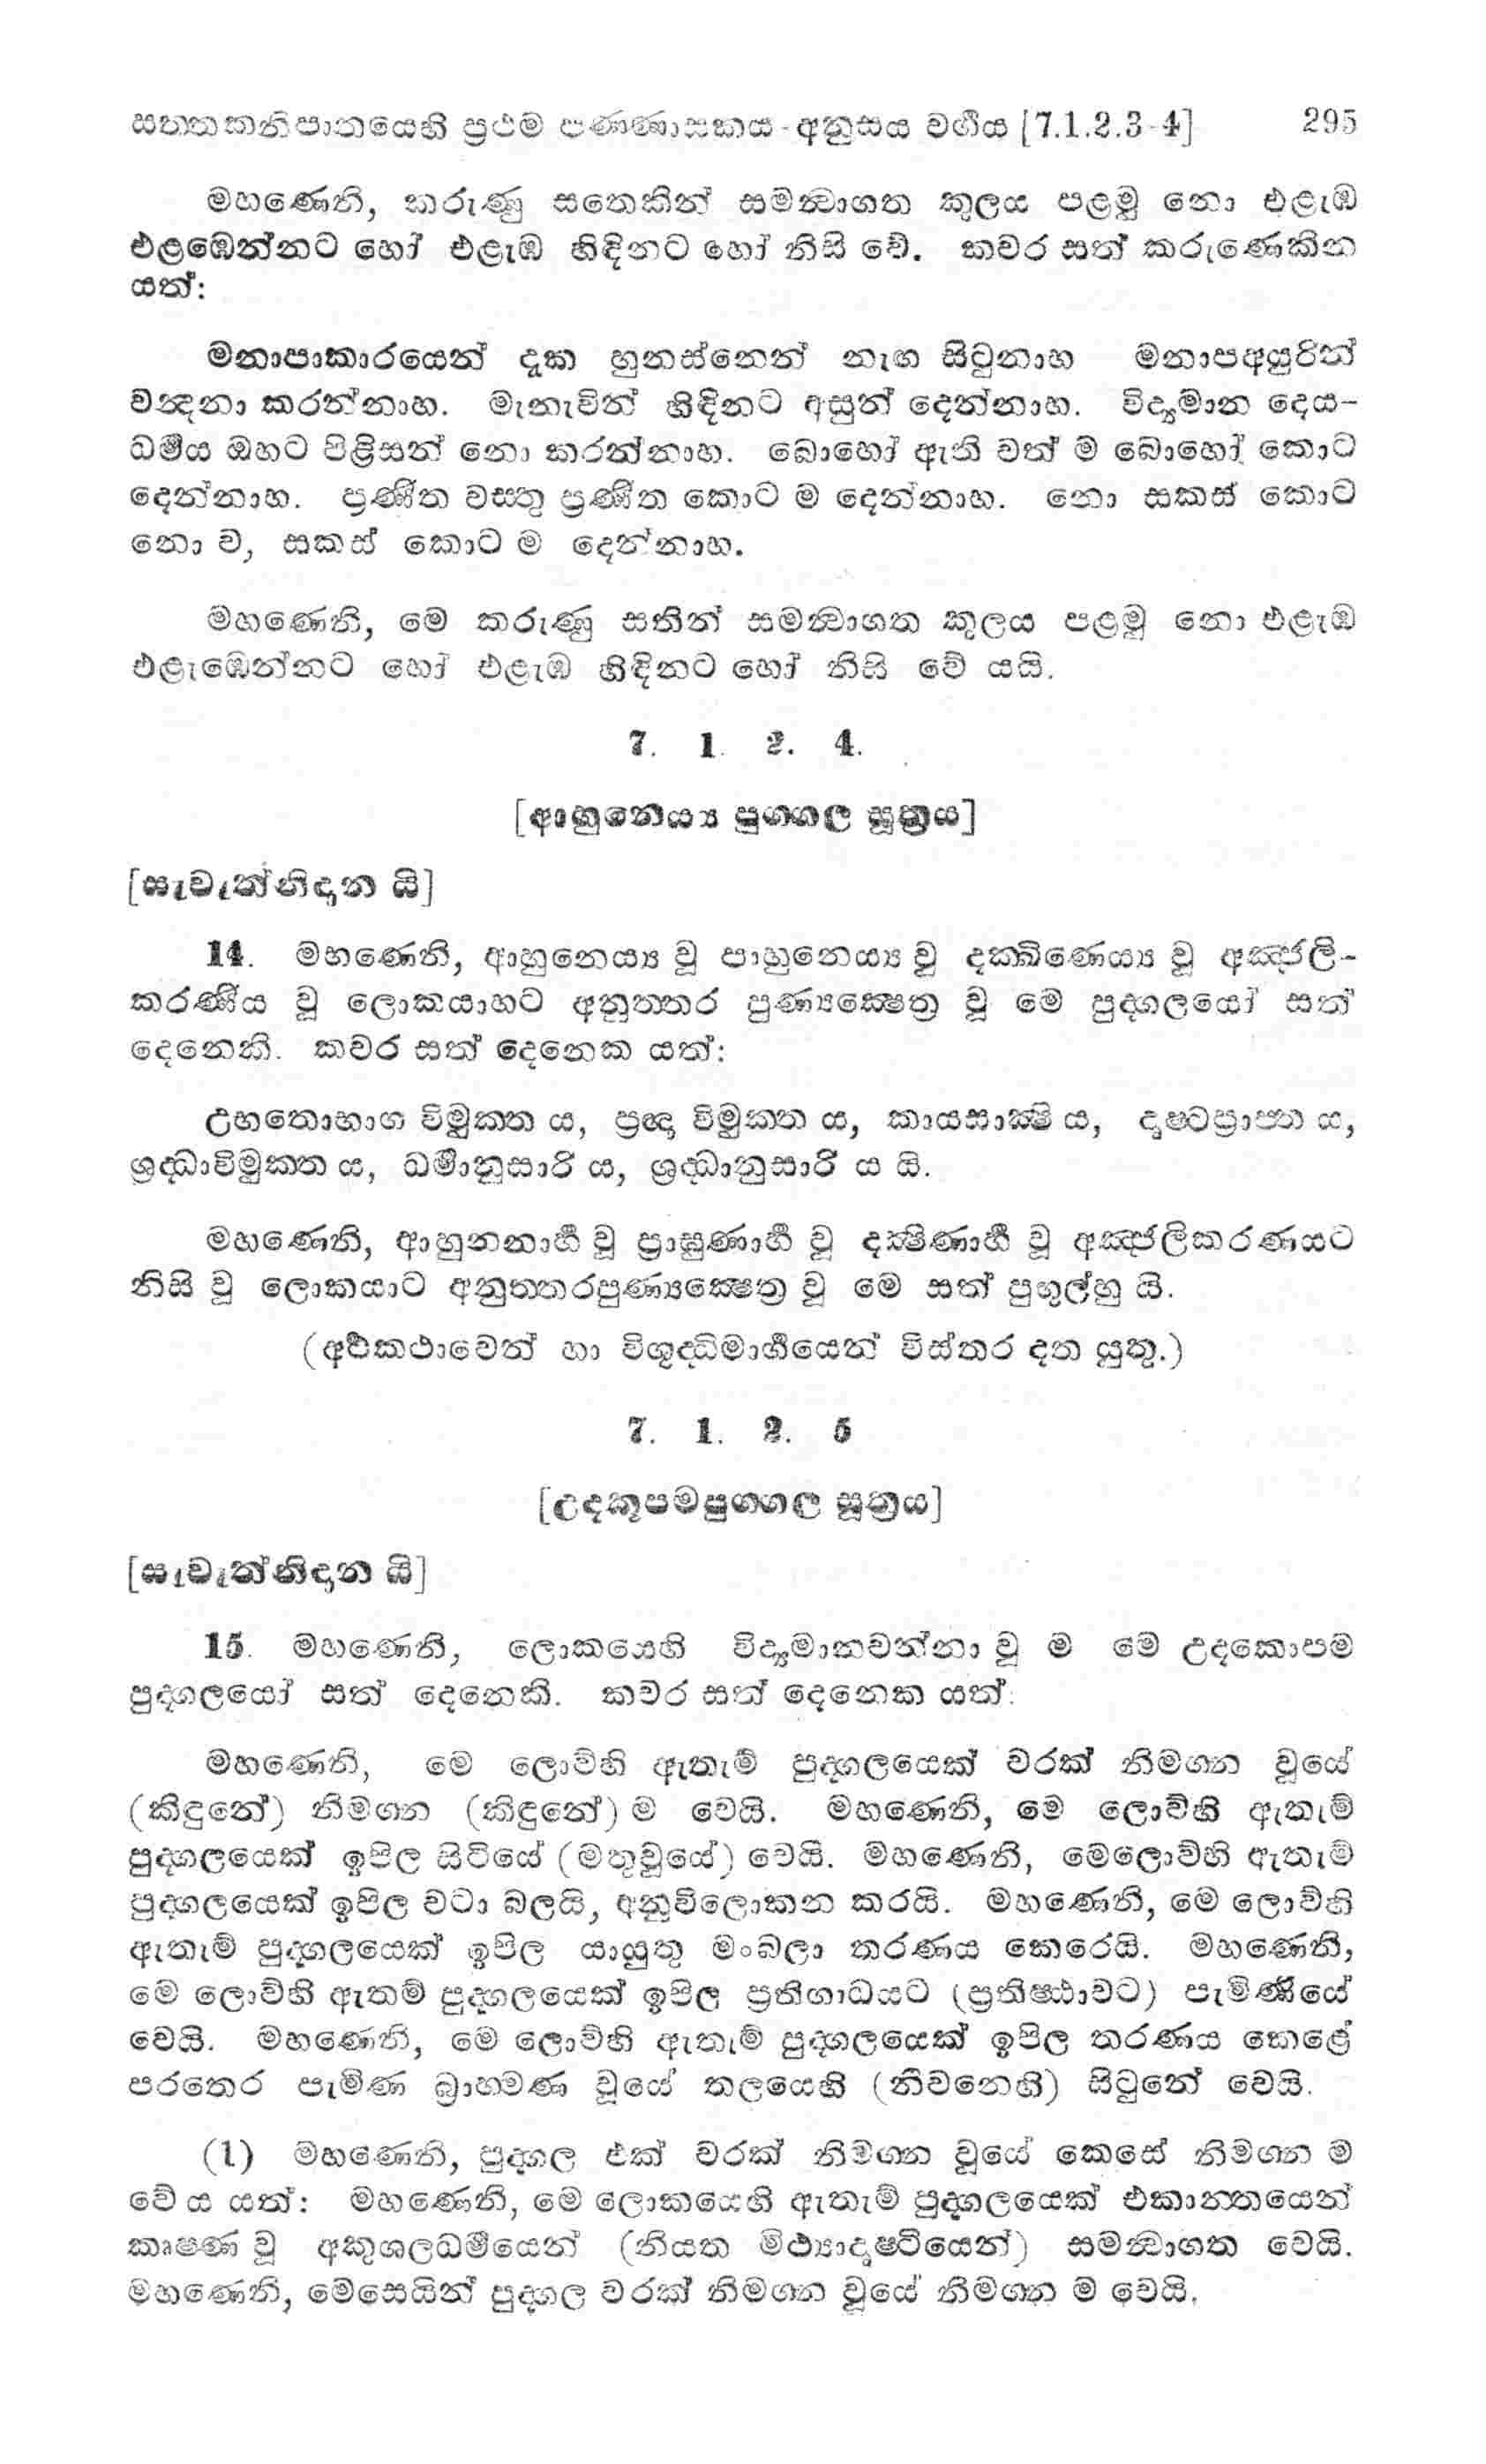 සත්තකනිපාතයෙහි ප්‍රථම පණ්ණාසකය - අනුසය වර්ගය [7.1.2.3-4] 295
මහණෙනි, කරුණු සතෙකින් සමන්‍වාගත කුලය පළමු නො එළැඹ
එළඹෙන්නට හෝ එළැඹ හිඳිනට හෝ නිසි වේ. කවර සත් කරුණෙකින
යත්:
මනාපාකාරයෙන් දැක හුනස්නෙන් නැඟ සිටුනාහ මනාපඅයුරින්
වන්‍දනා කරන්නාහ. මැනැවින් හිඳිනට අසුන් දෙන්නාහ. විද්‍යමාන දෙය-
ධර්‍මය ඔහට පිළිසන් නො කරන්නාහ. බොහෝ ඇති වත් ම බොහෝ කොට
දෙන්නාහ. ප්‍රණීත වස්තු ප්‍රණීත කොට ම දෙන්නාහ. නො සකස් කොට
නො ව, සකස් කොට ම දෙන්නාහ.
මහණෙනි, මෙ කරුණු සතින් සමන්‍වාගත කුලය පළමු නො එළැඹ
එළැඹෙන්නට හෝ එළැඹ හිඳිනට හෝ නිසි වේ යයි.
7. 1. 2. 4.
[ආහුනෙය්‍ය පුග්ගල සූත්‍රය]
[සැවැත්නිදාන යි]
14. මහණෙනි, ආහුනෙය්‍ය වූ පාහුනෙය්‍ය වූ දක්ඛිණෙය්‍ය වූ අඤ්ජලි-
කරණීය වූ ලොකයාහට අනුත්තර පුණ්‍යක්‍ෂෙත්‍ර වූ මෙ පුද්ගලයෝ සත්
දෙනෙකි. කවර සත් දෙනෙක යත්:
උභතොභාග විමුක්ත ය, ප්‍රඥා විමුක්ත ය, කායසාක්‍ෂි ය, දෘෂ්ටප්‍රාප්ත ය,
ශ්‍රද්ධාවිමුක්ත ය, ධර්‍මානුසාරි ය, ශ්‍රද්ධානුසාරි ය යි.
මහණෙනි, ආහුනනාර්‍හ වූ ප්‍රාඝුණාර්‍හ වූ දක්‍ෂිණාර්‍හ වූ අඤ්ජලිකරණයට
නිසි වූ ලොකයාට අනුත්තරපුණ්‍යක්‍ෂෙත්‍ර වූ මෙ සත් පුඟුල්හු යි.
(අර්‍ථකථාවෙන් හා විශුද්ධිමාර්‍ගයෙන් විස්තර දත යුතු.)
7. 1. 2. 5
[උදකූපමපුග්ගල සූත්‍රය]
[සැවැත්නිදාන යි]
15. මහණෙනි, ලොකයෙහි විද්‍යමානවන්නා වූ ම මෙ උදකොපම
පුද්ගලයෝ සත් දෙනෙකි. කවර සත් දෙනෙක යත්:
මහණෙනි, මෙ ලොව්හි ඇතැම් පුද්ගලයෙක් වරක් නිමග්න වූයේ
(කිඳුනේ) නිමග්න (කිඳුනේ) ම වෙයි. මහණෙනි, මෙ ලොව්හි ඇතැම්
පුද්ගලයෙක් ඉපිල සිටියේ (මතුවූයේ) වෙයි. මහණෙනි, මෙලොව්හි ඇතැම්
පුද්ගලයෙක් ඉපිල වටා බලයි, අනුවිලොකන කරයි. මහණෙනි, මෙ ලොව්හි
ඇතැම් පුද්ගලයෙක් ඉපිල යායුතු මංබලා තරණය කෙරෙයි. මහණෙනි,
මෙ ලොව්හි ඇතම් පුද්ගලයෙක් ඉපිල ප්‍රතිගාධයට (ප්‍රතිෂ්ඨාවට) පැමිණියේ
වෙයි. මහණෙනි, මෙ ලොව්හි ඇතැම් පුද්ගලයෙක් ඉපිල තරණය කෙළේ
පරතෙර පැමිණ බ්‍රාහ්මණ වූයේ තලයෙහි (නිවනෙහි) සිටුනේ වෙයි.
(1) මහණෙනි, පුද්ගල එක් වරක් නිමග්න වූයේ කෙසේ නිමග්න ම
වේ ය යත්: මහණෙනි, මෙ ලොකයෙහි ඇතැම් පුද්ගලයෙක් එකාන්තයෙන්
කෘෂ්ණ වූ අකුශලධර්‍මයෙන් (නියත මිථ්‍යාදෘෂ්ටියෙන්) සමන්‍වාගත වෙයි.
මහණෙනි, මෙසෙයින් පුද්ගල වරක් නිමග්න වූයේ නිමග්න ම වෙයි.